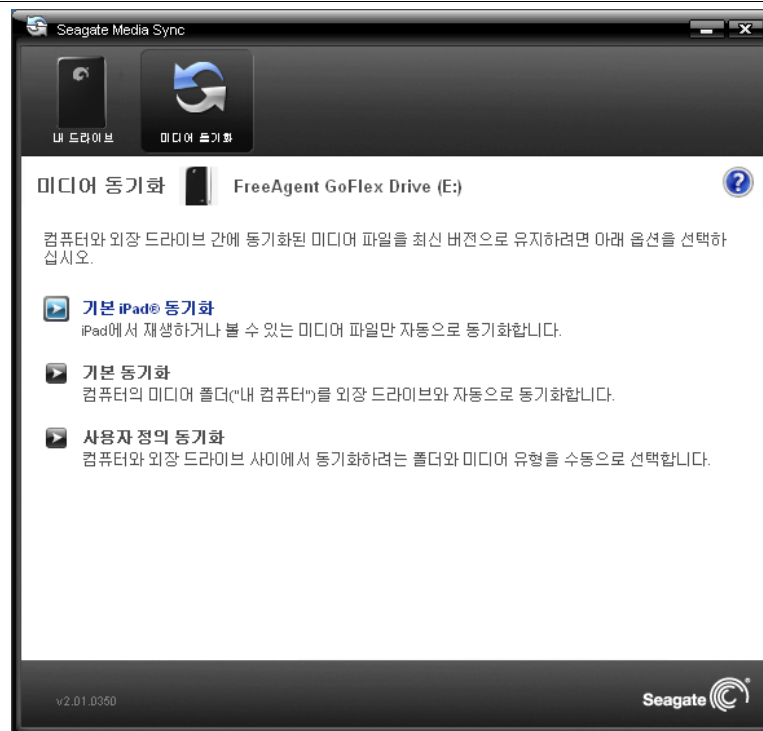 Seagate Media Sync
내 드라이브 미디어 동기화
미디어 동기화 FreeAgent GoFlex Drive (E:)
컴퓨터와 외장 드라이브 간에 동기화된 미디어 파일을 최신 버전으로 유지하려면 아래 옵션을 선택하
십시오.
기본 iPad® 동기화
iPad에서 재생하거나 볼 수 있는 미디어 파일만 자동으로 동기화합니다.
기본 동기화
컴퓨터의 미디어 폴더("내 컴퓨터")를 외장 드라이브와 자동으로 동기화합니다.
사용자 정의 동기화
컴퓨터와 외장 드라이브 사이에서 동기화하려는 폴더와 미디어 유형을 수동으로 선택합니다.
v2.01.0350
Seagate